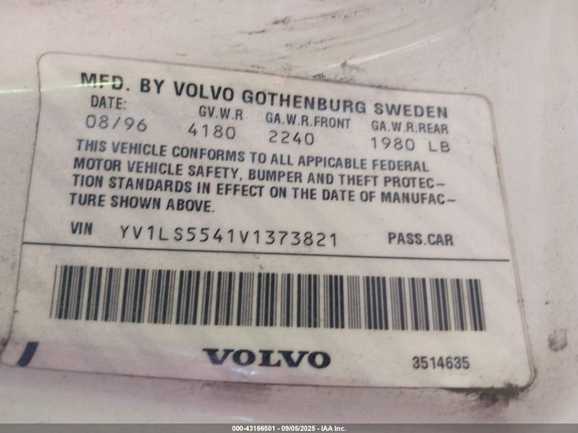 MFD. BY VOLVO GOTHENBURG SWEDEN
DATE: GV.W.R GA.W.R.FRONT GA.W.R.REAR
08/96 4180 2240 1980 LB
THIS VEHICLE CONFORMS TO ALL APPICABLE FEDERAL
MOTOR VEHICLE SAFETY, BUMPER AND THEFT PROTEC-
TION STANDARDS IN EFFECT ON THE DATE OF MANUFAC-
TURE SHOWN ABOVE.
VIN YV1LS5541V1373821 PASS.CAR
VOLVO 3514635
000-43166501 - 09/05/2025 - IAA Inc.